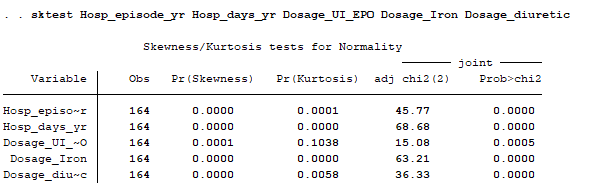 . . sktest Hosp_episode_yr Hosp_days_yr Dosage_UI_EPO Dosage_Iron Dosage_diuretic
Skewness/Kurtosis tests for Normality
joint
Variable Obs Pr(Skewness) Pr(Kurtosis) adj chi2(2) Prob>chi2
Hosp_episo~r 164 0.0000 0.0001 45.77 0.0000
Hosp_days_yr 164 0.0000 0.0000 68.68 0.0000
Dosage_UI_~O 164 0.0001 0.1038 15.08 0.0005
Dosage_Iron 164 0.0000 0.0000 63.21 0.0000
Dosage_diu~c 164 0.0000 0.0058 36.33 0.0000